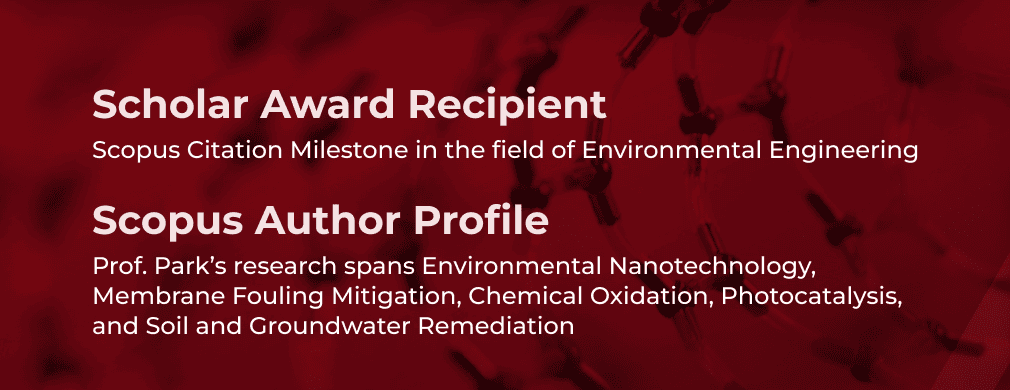 Scholar Award Recipient
Scopus Citation Milestone in the field of Environmental Engineering
Scopus Author Profile
Prof. Park’s research spans Environmental Nanotechnology,
Membrane Fouling Mitigation, Chemical Oxidation, Photocatalysis,
and Soil and Groundwater Remediation